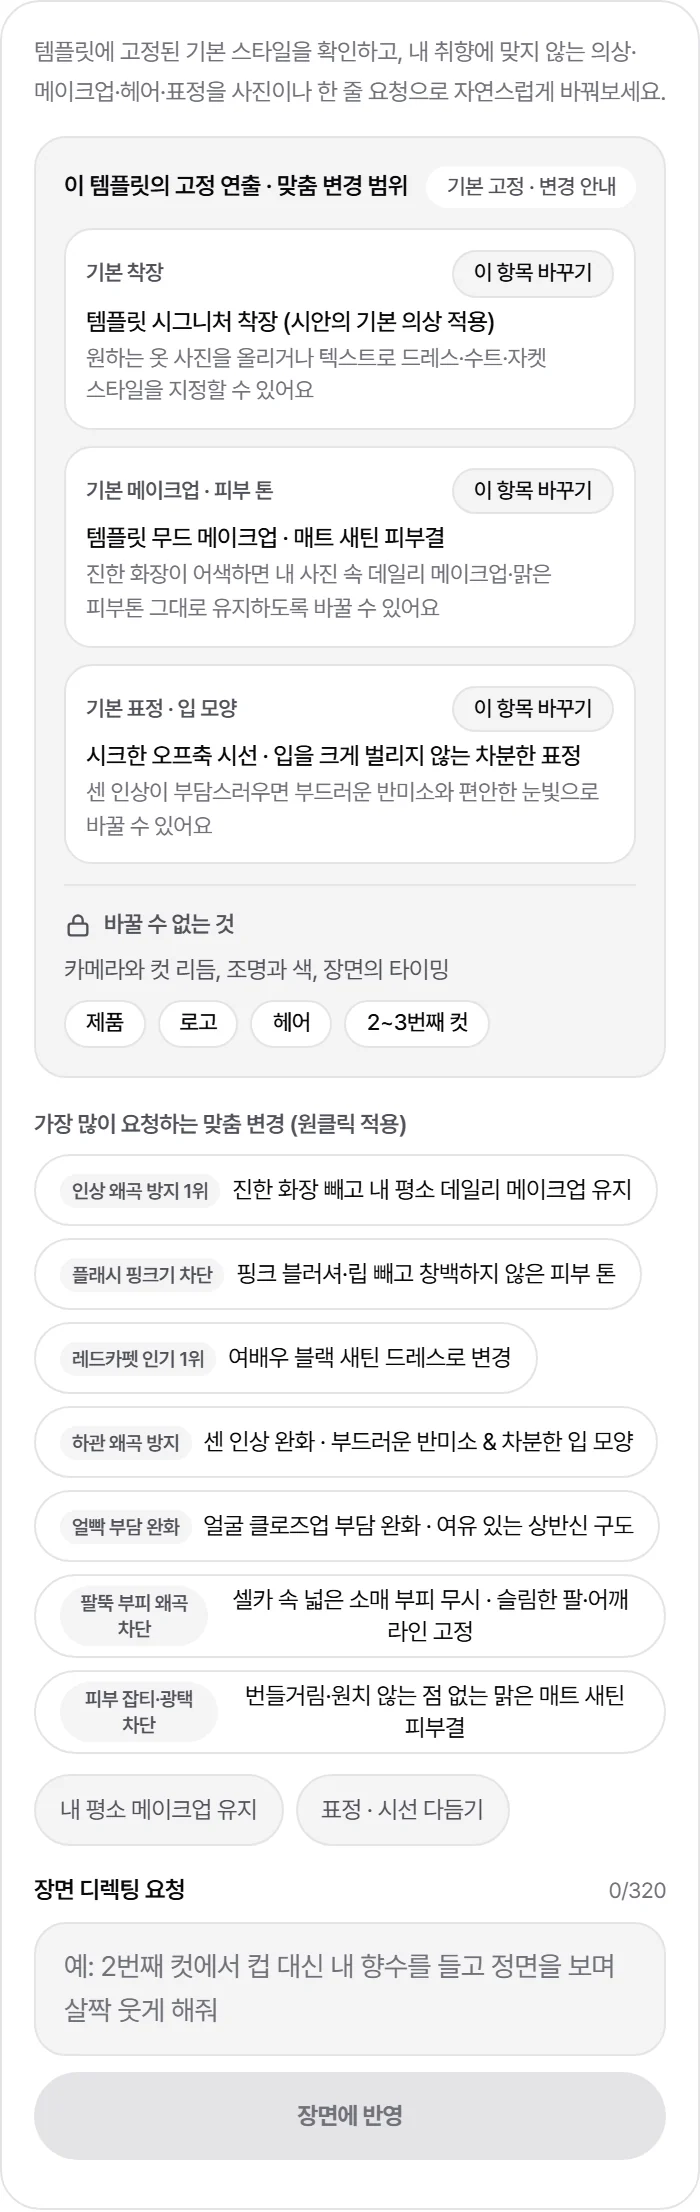 템플릿에 고정된 기본 스타일을 확인하고, 내 취향에 맞지 않는 의상·
메이크업·헤어·표정을 사진이나 한 줄 요청으로 자연스럽게 바꿔보세요.
이 템플릿의 고정 연출 · 맞춤 변경 범위
기본 고정 · 변경 안내
기본 착장
이 항목 바꾸기
템플릿 시그니처 착장 (시안의 기본 의상 적용)
원하는 옷 사진을 올리거나 텍스트로 드레스·수트·자켓
스타일을 지정할 수 있어요
기본 메이크업 · 피부 톤
이 항목 바꾸기
템플릿 무드 메이크업 · 매트 새틴 피부결
진한 화장이 어색하면 내 사진 속 데일리 메이크업·맑은
피부톤 그대로 유지하도록 바꿀 수 있어요
기본 표정 · 입 모양
이 항목 바꾸기
시크한 오프축 시선 · 입을 크게 벌리지 않는 차분한 표정
센 인상이 부담스러우면 부드러운 반미소와 편안한 눈빛으로
바꿀 수 있어요
바꿀 수 없는 것
카메라와 컷 리듬, 조명과 색, 장면의 타이밍
제품
로고
헤어
2~3번째 컷
가장 많이 요청하는 맞춤 변경 (원클릭 적용)
인상 왜곡 방지 1위 진한 화장 빼고 내 평소 데일리 메이크업 유지
플래시 핑크기 차단 핑크 블러셔·립 빼고 창백하지 않은 피부 톤
레드카펫 인기 1위 여배우 블랙 새틴 드레스로 변경
하관 왜곡 방지 센 인상 완화 · 부드러운 반미소 & 차분한 입 모양
얼빡 부담 완화 얼굴 클로즈업 부담 완화 · 여유 있는 상반신 구도
팔뚝 부피 왜곡
차단
셀카 속 넓은 소매 부피 무시 · 슬림한 팔·어깨
라인 고정
피부 잡티·광택
차단
번들거림·원치 않는 점 없는 맑은 매트 새틴
피부결
내 평소 메이크업 유지
표정 · 시선 다듬기
장면 디렉팅 요청
0/320
예: 2번째 컷에서 컵 대신 내 향수를 들고 정면을 보며
살짝 웃게 해줘
장면에 반영